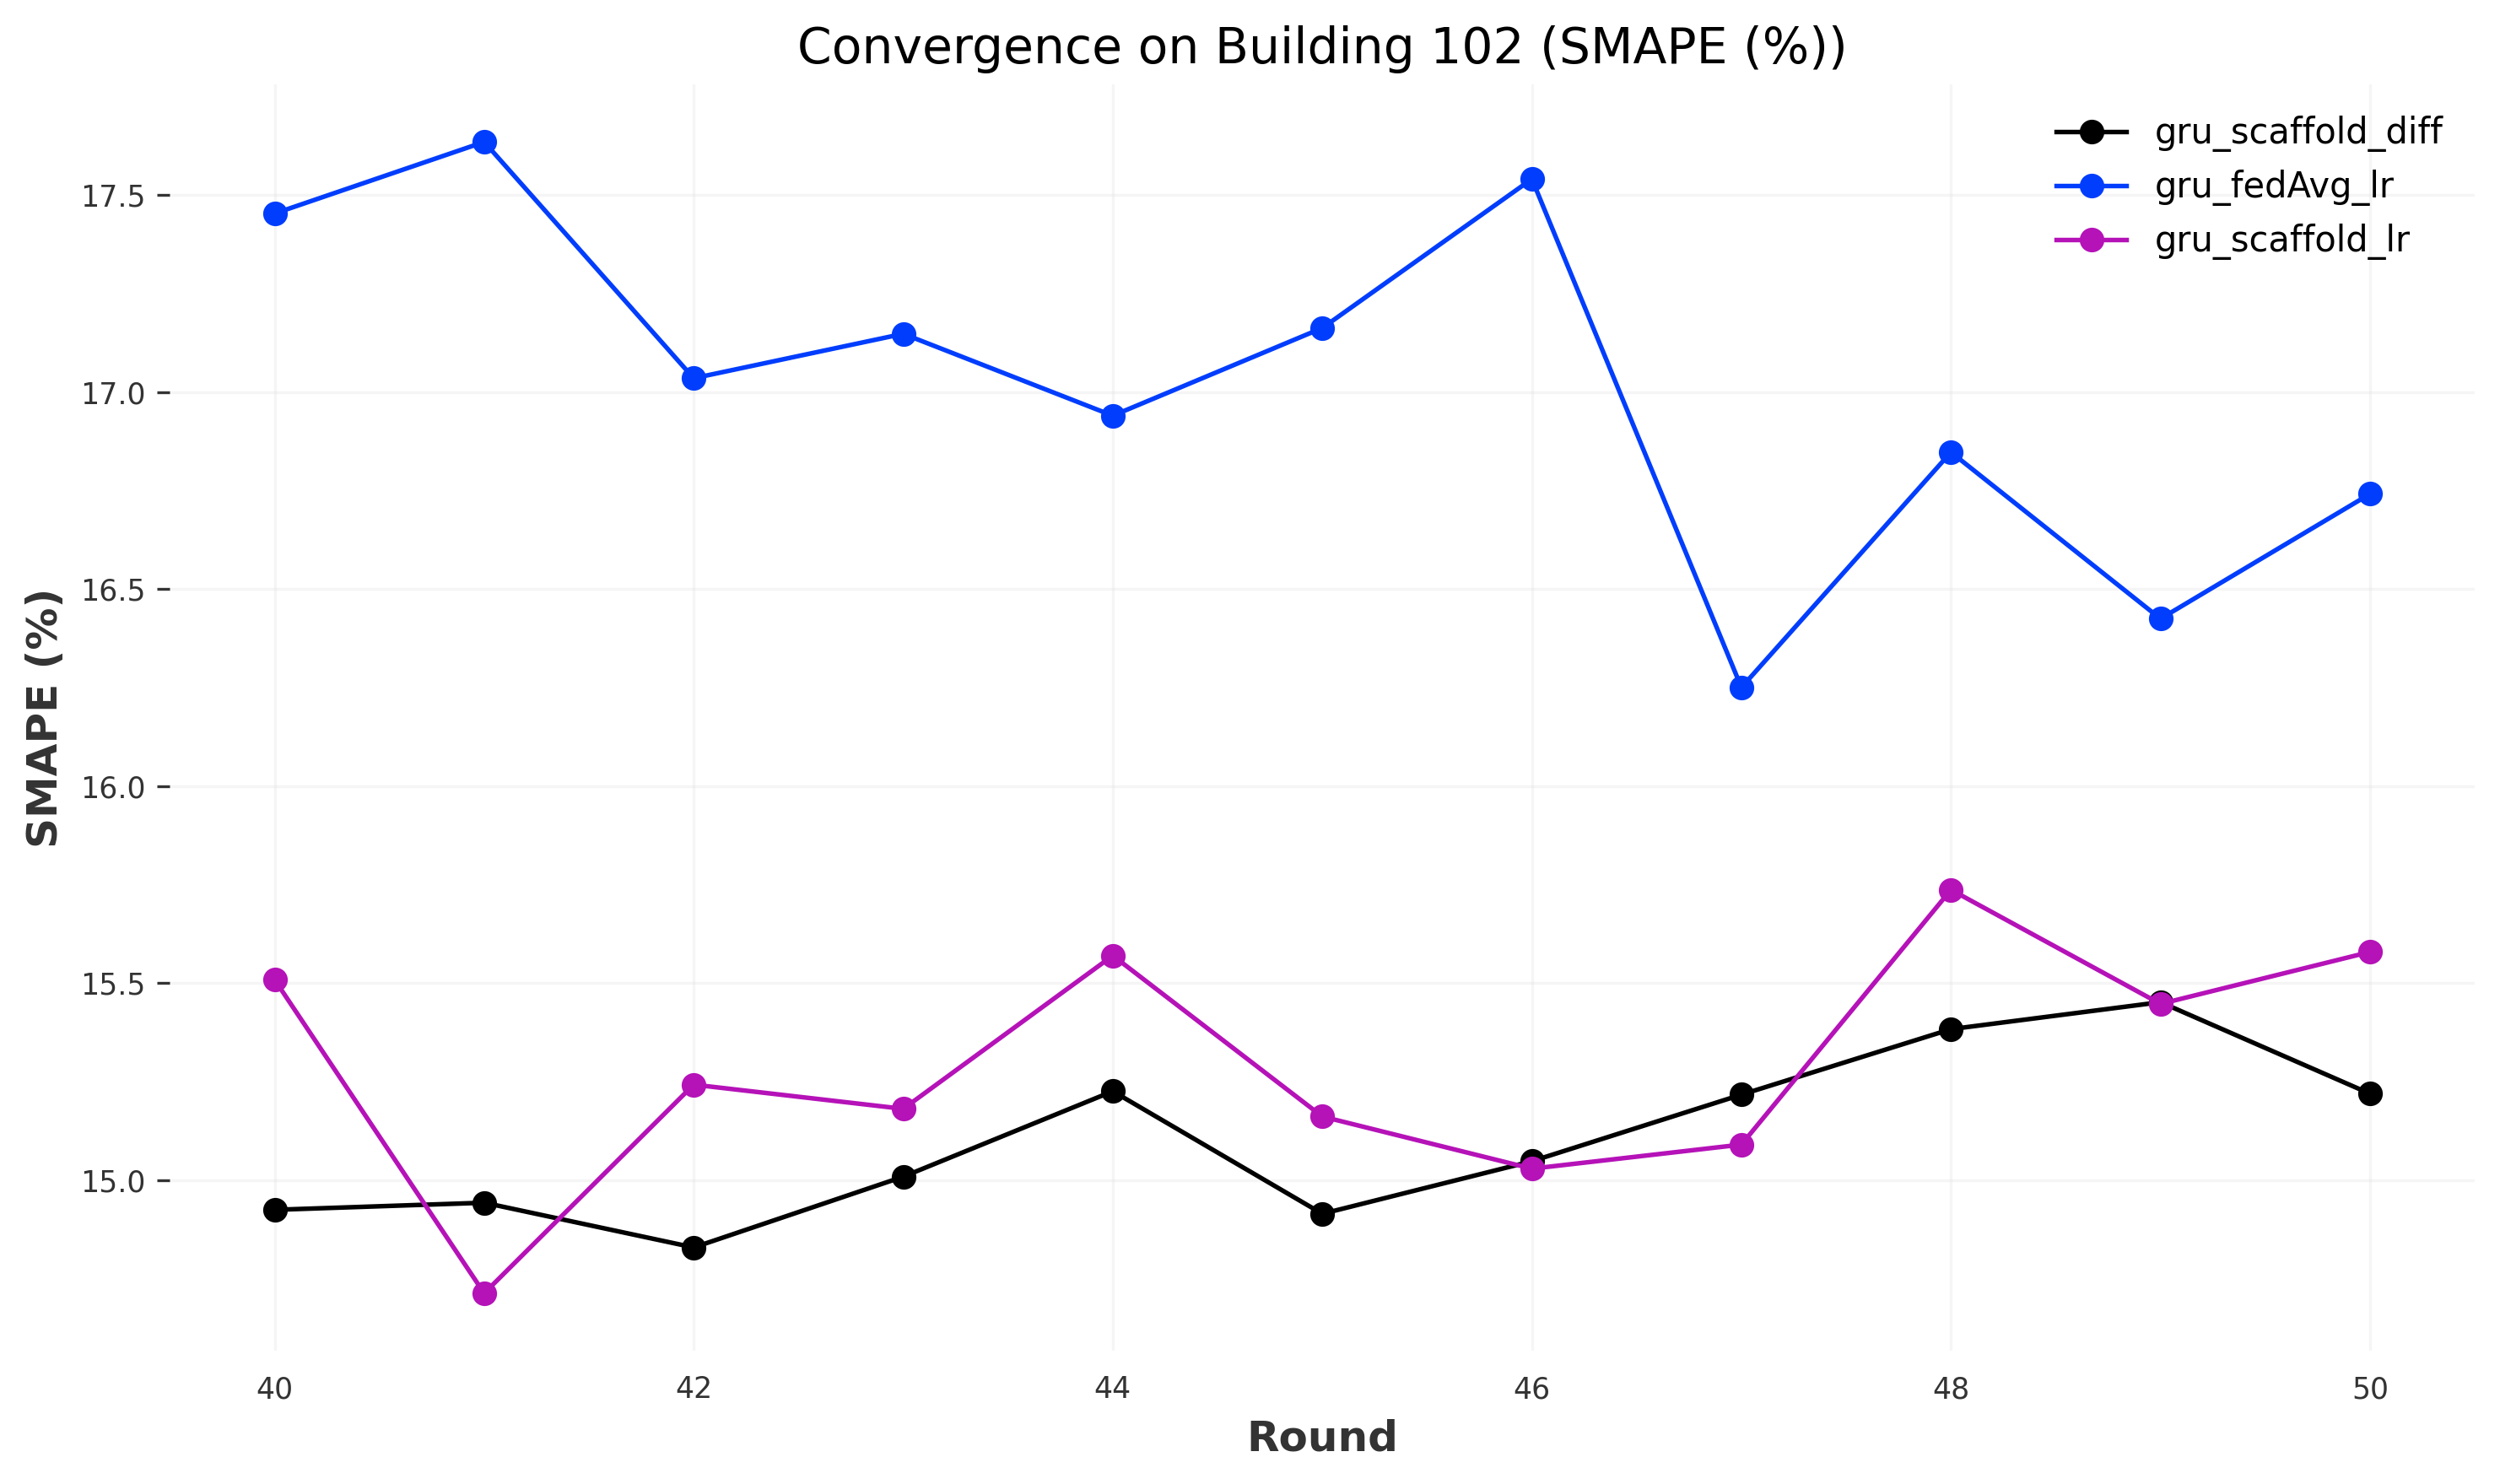 Convergence on Building 102 (SMAPE (%))
gru_scaffold_diff
gru_fedAvg_lr
gru_scaffold_lr
SMAPE (%)
17.5
17.0
16.5
16.0
15.5
15.0
40 42 44 46 48 50
Round